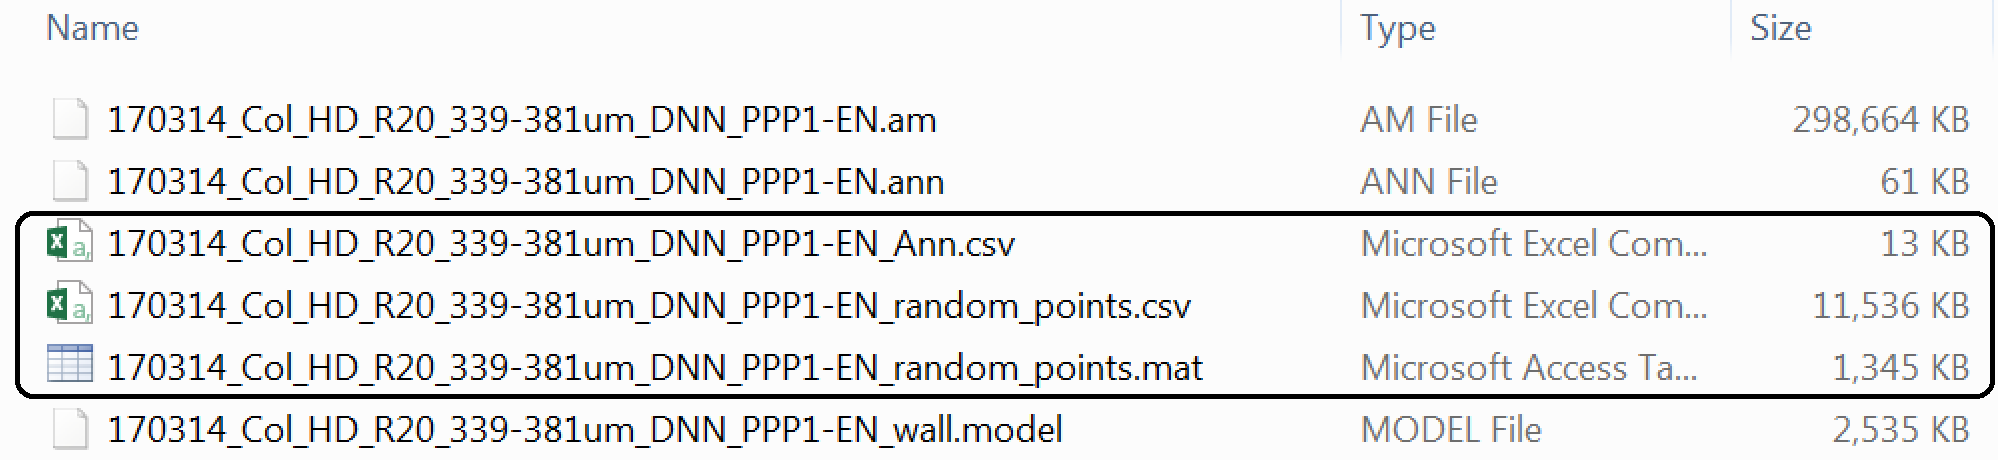 Name Type Size
170314_Col_HD_R20_339-381um_DNN_PPP1-EN.am AM File 298,664 KB
170314_Col_HD_R20_339-381um_DNN_PPP1-EN.ann ANN File 61 KB
170314_Col_HD_R20_339-381um_DNN_PPP1-EN_Ann.csv Microsoft Excel Com... 13 KB
170314_Col_HD_R20_339-381um_DNN_PPP1-EN_random_points.csv Microsoft Excel Com... 11,536 KB
170314_Col_HD_R20_339-381um_DNN_PPP1-EN_random_points.mat Microsoft Access Ta... 1,345 KB
170314_Col_HD_R20_339-381um_DNN_PPP1-EN_wall.model MODEL File 2,535 KB